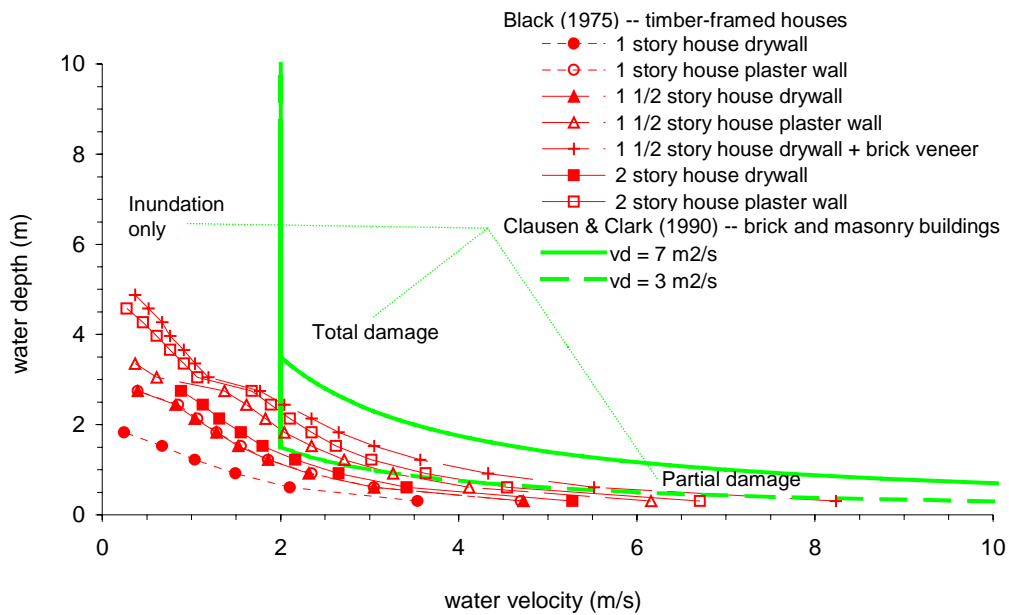 Black (1975) -- timber-framed houses
1 story house drywall
1 story house plaster wall
1 1/2 story house drywall
1 1/2 story house plaster wall
1 1/2 story house drywall + brick veneer
2 story house drywall
2 story house plaster wall
Clausen & Clark (1990) -- brick and masonry buildings
vd = 7 m2/s
vd = 3 m2/s
Inundation
only
Total damage
Partial damage
water depth (m)
10
8
6
4
2
0
0 2 4 6 8 10
water velocity (m/s)